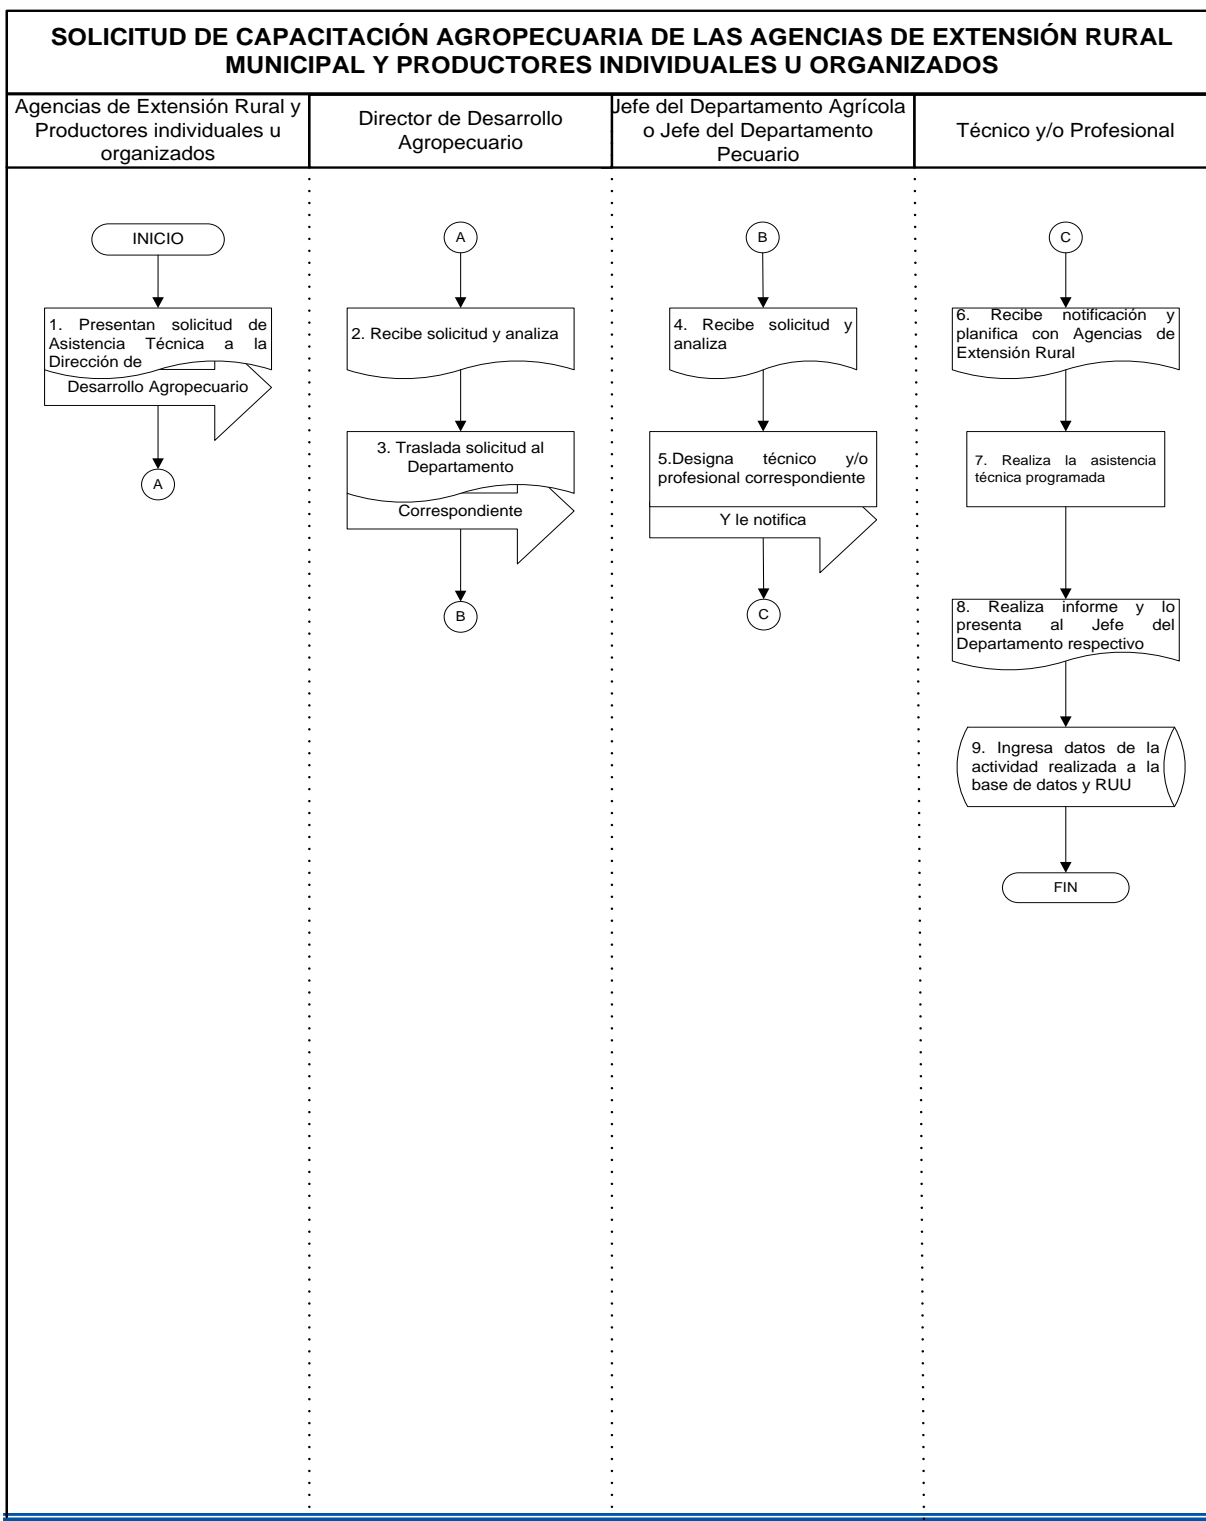 SOLICITUD DE CAPACITACIÓN AGROPECUARIA DE LAS AGENCIAS DE EXTENSIÓN RURAL
MUNICIPAL Y PRODUCTORES INDIVIDUALES U ORGANIZADOS
Agencias de Extensión Rural y
Productores individuales u
organizados
Director de Desarrollo
Agropecuario
Jefe del Departamento Agrícola
o Jefe del Departamento
Pecuario
Técnico y/o Profesional
INICIO
1. Presentan solicitud de
Asistencia Técnica a la
Dirección de
Desarrollo Agropecuario
A
A
2. Recibe solicitud y analiza
3. Traslada solicitud al
Departamento
Correspondiente
B
B
4. Recibe solicitud y
analiza
5.Designa técnico y/o
profesional correspondiente
Y le notifica
C
C
6. Recibe notificación y
planifica con Agencias de
Extensión Rural
7. Realiza la asistencia
técnica programada
8. Realiza informe y lo
presenta al Jefe del
Departamento respectivo
9. Ingresa datos de la
actividad realizada a la
base de datos y RUU
FIN